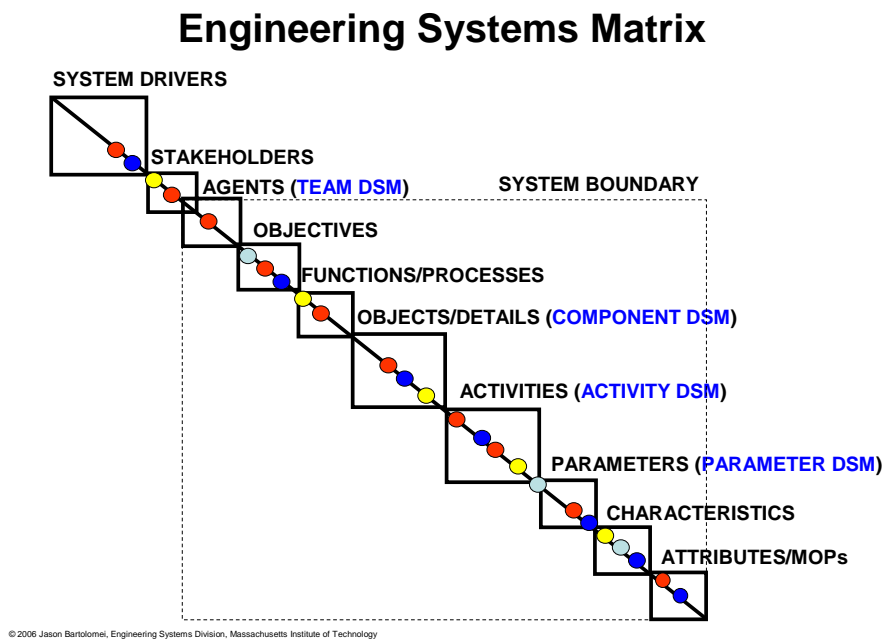 Engineering Systems Matrix
SYSTEM DRIVERS
STAKEHOLDERS
AGENTS (TEAM DSM)
SYSTEM BOUNDARY
OBJECTIVES
FUNCTIONS/PROCESSES
OBJECTS/DETAILS (COMPONENT DSM)
ACTIVITIES (ACTIVITY DSM)
PARAMETERS (PARAMETER DSM)
CHARACTERISTICS
ATTRIBUTES/MOPs
© 2006 Jason Bartolomei, Engineering Systems Division, Massachusetts Institute of Technology